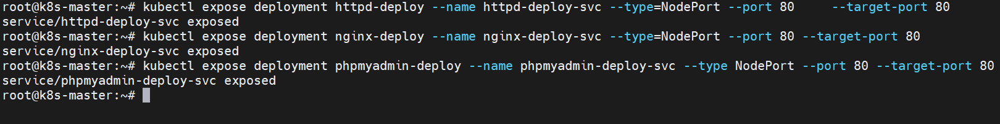 root@k8s-master:~# kubectl expose deployment httpd-deploy --name httpd-deploy-svc --type=NodePort --port 80     --target-port 80
service/httpd-deploy-svc exposed
root@k8s-master:~# kubectl expose deployment nginx-deploy --name nginx-deploy-svc --type=NodePort --port 80 --target-port 80
service/nginx-deploy-svc exposed
root@k8s-master:~# kubectl expose deployment phpmyadmin-deploy --name phpmyadmin-deploy-svc --type NodePort --port 80 --target-port 80
service/phpmyadmin-deploy-svc exposed
root@k8s-master:~#